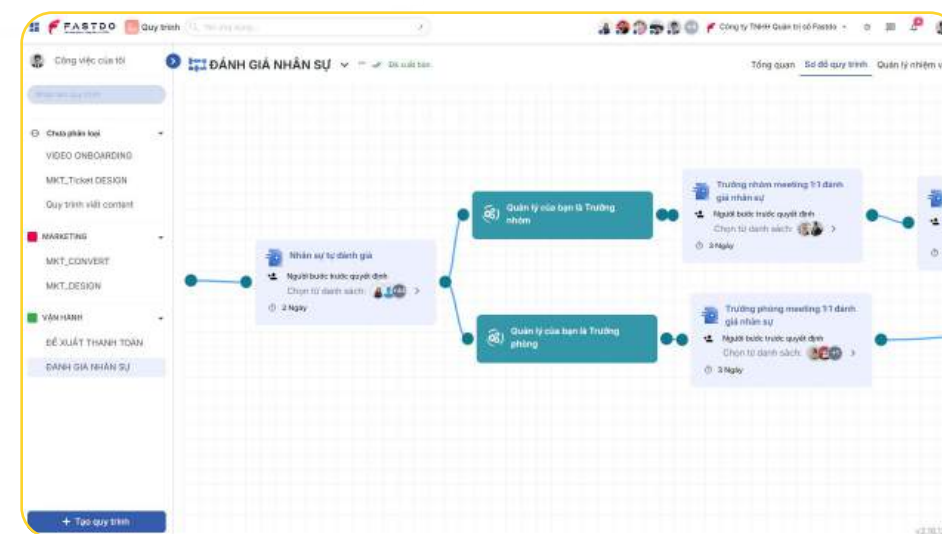 FASTDO
Quy trình
Công ty TNHH Quản trị số Fastdo
Công việc của tôi
ĐÁNH GIÁ NHÂN SỰ
Đã xuất bản
Tổng quan
Sơ đồ quy trình
Quản lý nhiệm v
Chưa phân loại
VIDEO ONBOARDING
MKT_Ticket DESIGN
Quy trình viết content
MARKETING
MKT_CONVERT
MKT_DESIGN
VẬN HÀNH
ĐỀ XUẤT THANH TOÁN
ĐÁNH GIÁ NHÂN SỰ
+ Tạo quy trình
Nhân sự tự đánh giá
Người bước trước quyết định
Chọn từ danh sách:
2 Ngày
Quản lý của bạn là Trưởng
nhóm
Quản lý của bạn là Trưởng
phòng
Trưởng nhóm meeting 1:1 đánh
giá nhân sự
Người bước trước quyết định
Chọn từ danh sách:
3 Ngày
Trưởng phòng meeting 1:1 đánh
giá nhân sự
Người bước trước quyết định
Chọn từ danh sách:
3 Ngày